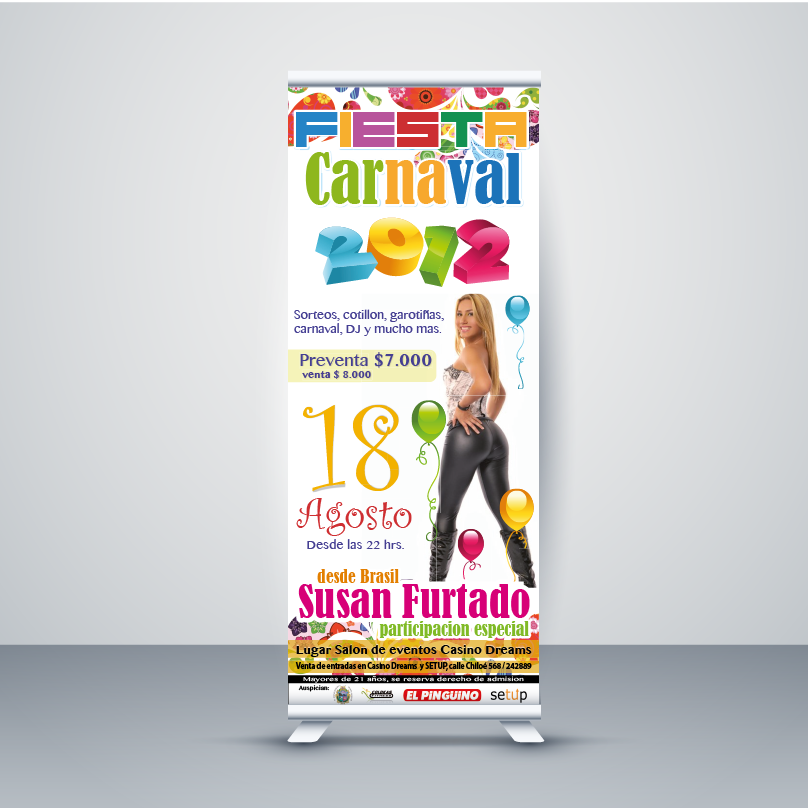 FIESTA
Carnaval
2012
Sorteos, cotillon, garotiñas,
carnaval, DJ y mucho mas.
Preventa $7.000
venta $ 8.000
18
Agosto
Desde las 22 hrs.
desde Brasil
Susan Furtado
participacion especial
Lugar Salon de eventos Casino Dreams
Venta de entradas en Casino Dreams y SETUP, calle Chiloé 568 / 242889
Mayores de 21 años, se reserva derecho de admision
Auspician:
EL PINGUINO
setup